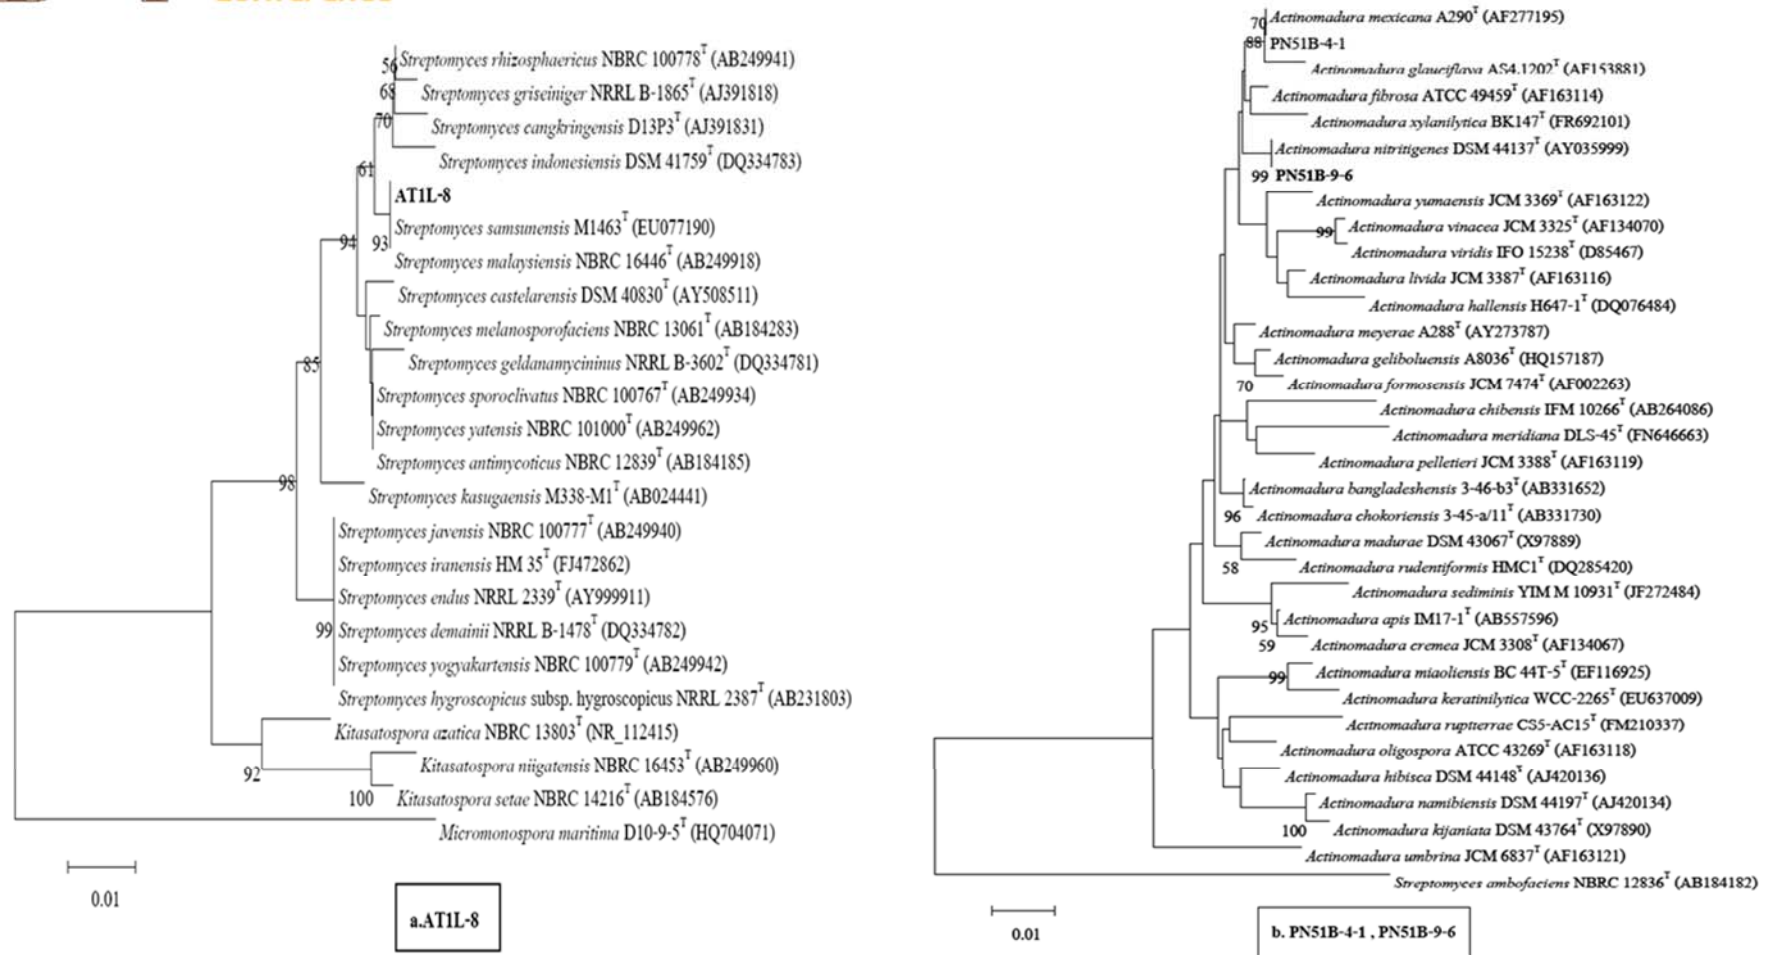 56
Streptomyces rhizosphaericus NBRC 100778T (AB249941)
68
Streptomyces griseiniger NRRL B-1865T (AJ391818)
70
Streptomyces cangkringensis D13P3T (AJ391831)
Streptomyces indonesiensis DSM 41759T (DQ334783)
61
AT1L-8
Streptomyces samsunensis M1463T (EU077190)
94
93
Streptomyces malaysiensis NBRC 16446T (AB249918)
Streptomyces castelarensis DSM 40830T (AY508511)
Streptomyces melanosporofaciens NBRC 13061T (AB184283)
85
Streptomyces geldanamycininus NRRL B-3602T (DQ334781)
Streptomyces sporoclivatus NBRC 100767T (AB249934)
Streptomyces yatensis NBRC 101000T (AB249962)
Streptomyces antimycoticus NBRC 12839T (AB184185)
98
Streptomyces kasugaensis M338-M1T (AB024441)
Streptomyces javensis NBRC 100777T (AB249940)
Streptomyces iranensis HM 35T (FJ472862)
Streptomyces endus NRRL 2339T (AY999911)
99
Streptomyces demainii NRRL B-1478T (DQ334782)
Streptomyces yogyakartensis NBRC 100779T (AB249942)
Streptomyces hygroscopicus subsp. hygroscopicus NRRL 2387T (AB231803)
Kitasatospora azatica NBRC 13803T (NR_112415)
92
Kitasatospora niigatensis NBRC 16453T (AB249960)
100
Kitasatospora setae NBRC 14216T (AB184576)
Micromonospora maritima D10-9-5T (HQ704071)
0.01
a.AT1L-8
70
Actinomadura mexicana A290T (AF277195)
88
PN51B-4-1
Actinomadura glauciflava AS4.1202T (AF153881)
Actinomadura fibrosa ATCC 49459T (AF163114)
Actinomadura xylanilytica BK147T (FR692101)
Actinomadura nitritigenes DSM 44137T (AY035999)
99
PN51B-9-6
Actinomadura yumaensis JCM 3369T (AF163122)
99
Actinomadura vinacea JCM 3325T (AF134070)
Actinomadura viridis IFO 15238T (D85467)
Actinomadura livida JCM 3387T (AF163116)
Actinomadura hallensis H647-1T (DQ076484)
Actinomadura meyerae A288T (AY273787)
Actinomadura geliboluensis A8036T (HQ157187)
70
Actinomadura formosensis JCM 7474T (AF002263)
Actinomadura chibensis IFM 10266T (AB264086)
Actinomadura meridiana DLS-45T (FN646663)
Actinomadura pelletieri JCM 3388T (AF163119)
Actinomadura bangladeshensis 3-46-b3T (AB331652)
96
Actinomadura chokoriensis 3-45-a/11T (AB331730)
Actinomadura madurae DSM 43067T (X97889)
58
Actinomadura rudentiformis HMC1T (DQ285420)
Actinomadura sediminis YIM M 10931T (JF272484)
95
Actinomadura apis IM17-1T (AB557596)
59
Actinomadura cremea JCM 3308T (AF134067)
99
Actinomadura miaoliensis BC 44T-5T (EF116925)
Actinomadura keratinilytica WCC-2265T (EU637009)
Actinomadura rupiterrae CS5-AC15T (FM210337)
Actinomadura oligospora ATCC 43269T (AF163118)
Actinomadura hibisca DSM 44148T (AJ420136)
Actinomadura namibiensis DSM 44197T (AJ420134)
100
Actinomadura kijaniata DSM 43764T (X97890)
Actinomadura umbrina JCM 6837T (AF163121)
Streptomyces ambofaciens NBRC 12836T (AB184182)
0.01
b. PN51B-4-1 , PN51B-9-6